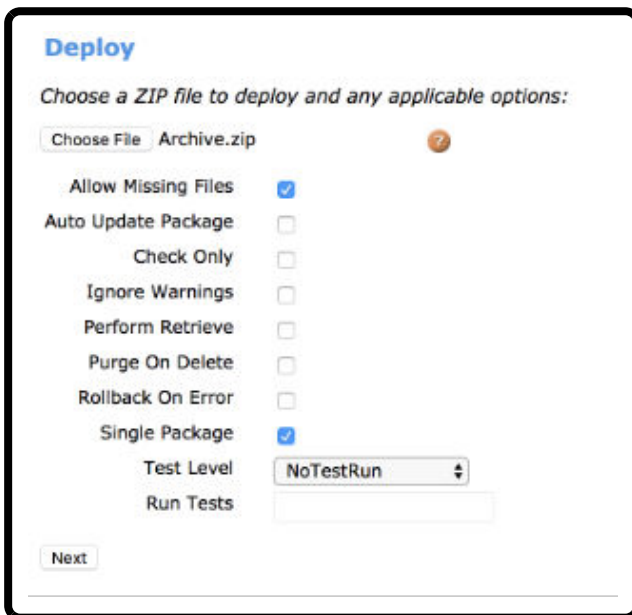 Deploy
Choose a ZIP file to deploy and any applicable options:
Choose File Archive.zip
?
Allow Missing Files
Auto Update Package
Check Only
Ignore Warnings
Perform Retrieve
Purge On Delete
Rollback On Error
Single Package
Test Level NoTestRun
Run Tests
Next